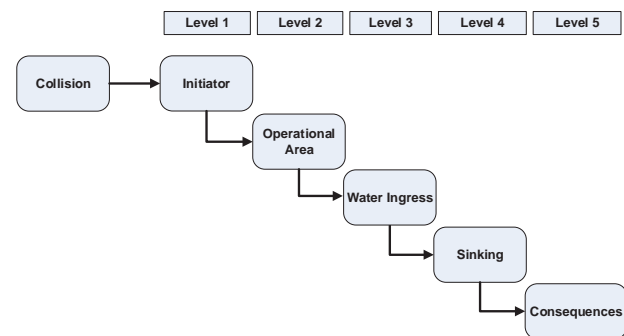 Level 1 Level 2 Level 3 Level 4 Level 5
Collision
Initiator
Operational
Area
Water Ingress
Sinking
Consequences